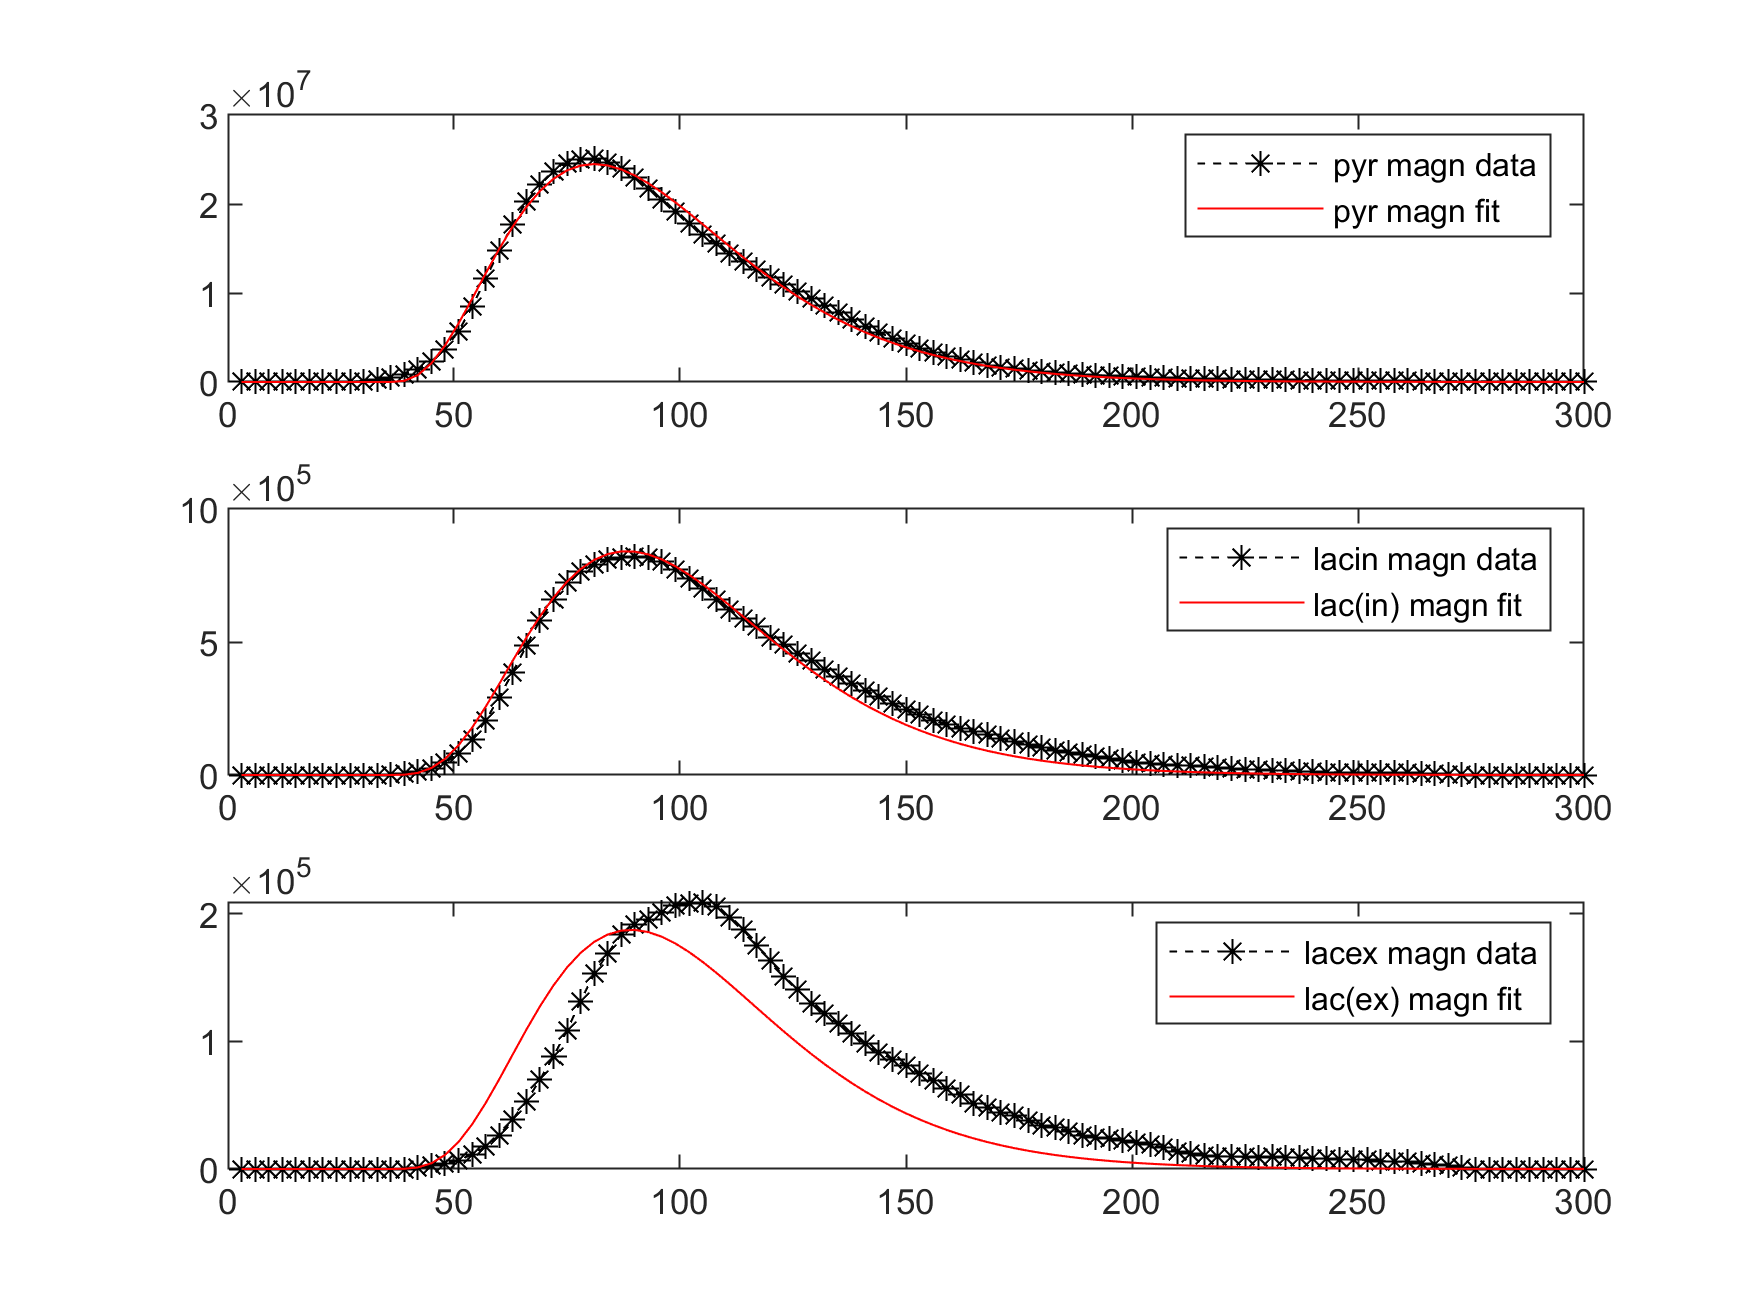 ×10^7
3
2
1
0
pyr magn data
pyr magn fit
0 50 100 150 200 250 300
×10^5
10
5
0
lacin magn data
lac(in) magn fit
0 50 100 150 200 250 300
×10^5
2
1
0
lacex magn data
lac(ex) magn fit
0 50 100 150 200 250 300